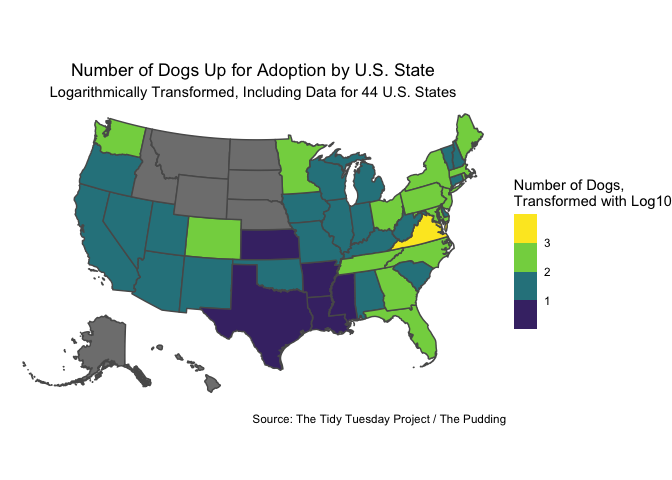 Number of Dogs Up for Adoption by U.S. State
Logarithmically Transformed, Including Data for 44 U.S. States
Number of Dogs,
Transformed with Log10
3
2
1
Source: The Tidy Tuesday Project / The Pudding